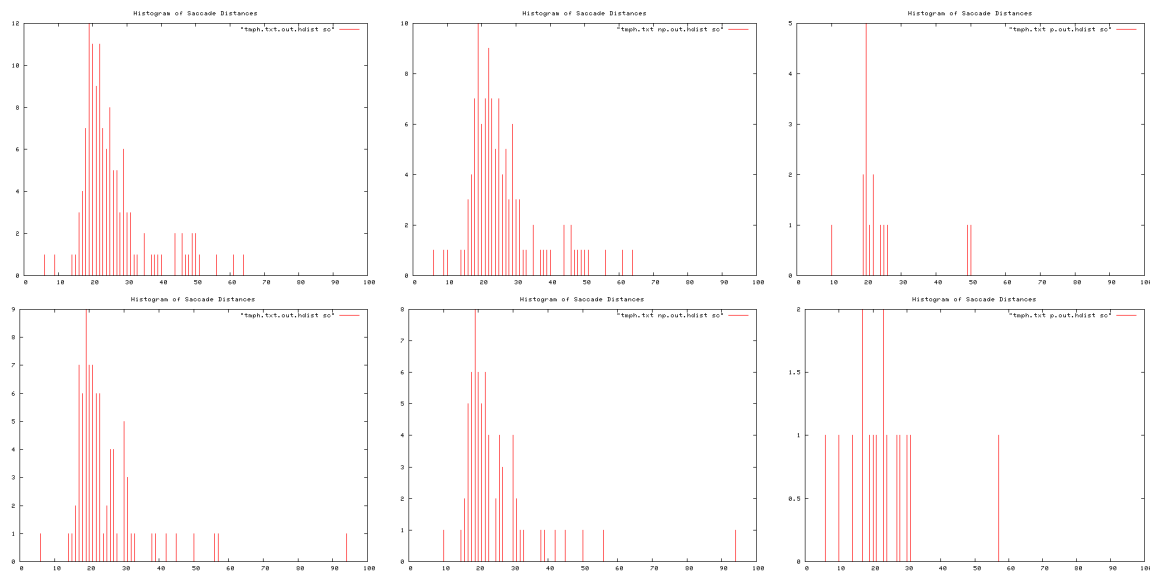 Histogram of Saccade Distances
"tmph.txt.out.hdist sc"
12
10
8
6
4
2
0
0 10 20 30 40 50 60 70 80 90 100
Histogram of Saccade Distances
"tmph.txt np.out.hdist sc"
10
8
6
4
2
0
0 10 20 30 40 50 60 70 80 90 100
Histogram of Saccade Distances
"tmph.txt p.out.hdist sc"
5
4
3
2
1
0
0 10 20 30 40 50 60 70 80 90 100
Histogram of Saccade Distances
"tmph.txt.out.hdist sc"
9
8
7
6
5
4
3
2
1
0
0 10 20 30 40 50 60 70 80 90 100
Histogram of Saccade Distances
"tmph.txt np.out.hdist sc"
8
7
6
5
4
3
2
1
0
0 10 20 30 40 50 60 70 80 90 100
Histogram of Saccade Distances
"tmph.txt p.out.hdist sc"
2
1.5
1
0.5
0
0 10 20 30 40 50 60 70 80 90 100